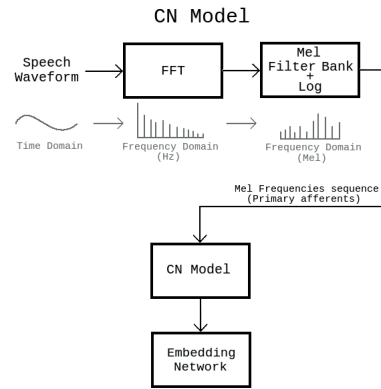 CN Model
Speech
Waveform
FFT
Mel
Filter Bank
+
Log
Time Domain
Frequency Domain
(Hz)
Frequency Domain
(Mel)
Mel Frequencies sequence
(Primary afferents)
CN Model
Embedding
Network